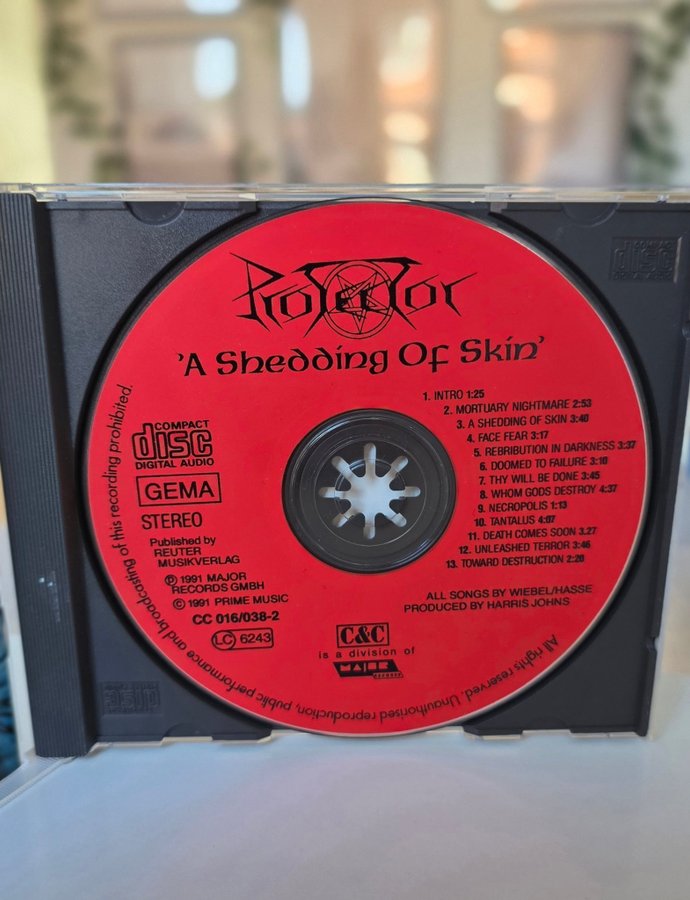 Protector
'A Shedding Of Skin'
1. INTRO 1:25
2. MORTUARY NIGHTMARE 2:53
3. A SHEDDING OF SKIN 3:40
4. FACE FEAR 3:17
5. REBRIBUTION IN DARKNESS 3:37
6. DOOMED TO FAILURE 3:10
7. THY WILL BE DONE 3:45
8. WHOM GODS DESTROY 4:37
9. NECROPOLIS 1:13
10. TANTALUS 4:07
11. DEATH COMES SOON 3.27
12. UNLEASHED TERROR 3:46
13. TOWARD DESTRUCTION 2:20
ALL SONGS BY WIEBEL/HASSE
PRODUCED BY HARRIS JOHNS
COMPACT
disc
DIGITAL AUDIO
GEMA
STEREO
Published by
REUTER
MUSIKVERLAG
℗ 1991 MAJOR
RECORDS GMBH
© 1991 PRIME MUSIC
CC 016/038-2
LC 6243
C&C
is a division of
MAJOR
RECORDS
All rights reserved. Unauthorised reproduction, public performance and broadcasting of this recording prohibited.
COMPACT
disc